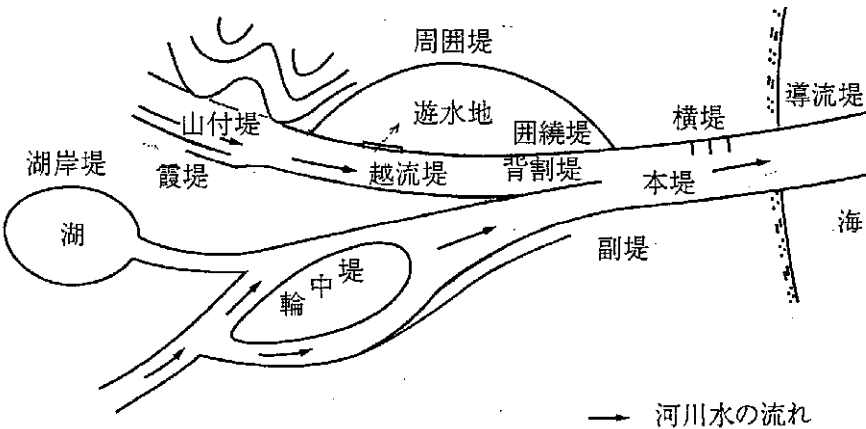 周囲堤
導流堤
横堤
遊水地
山付堤
囲繞堤
湖岸堤
霞堤
越流堤
背割堤
本堤
湖
海
副堤
輪中堤
河川水の流れ